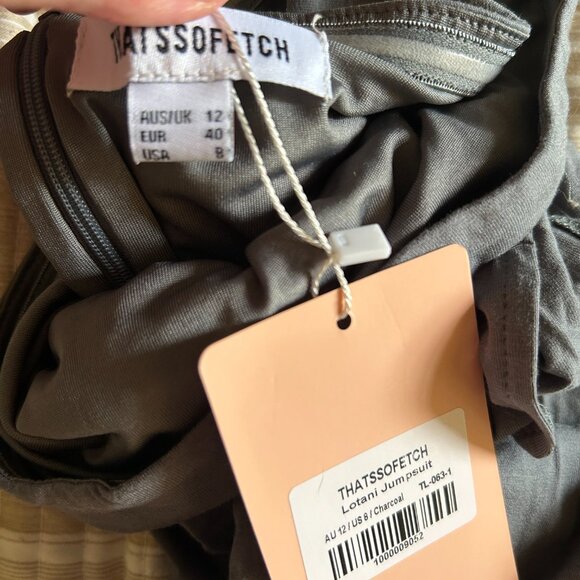 THATSSOFETCH
AUS/UK 12
EUR 40
USA 8
THATSSOFETCH
Lotani Jumpsuit
AU 12 / US 8 / Charcoal TL-063-1
1000009052